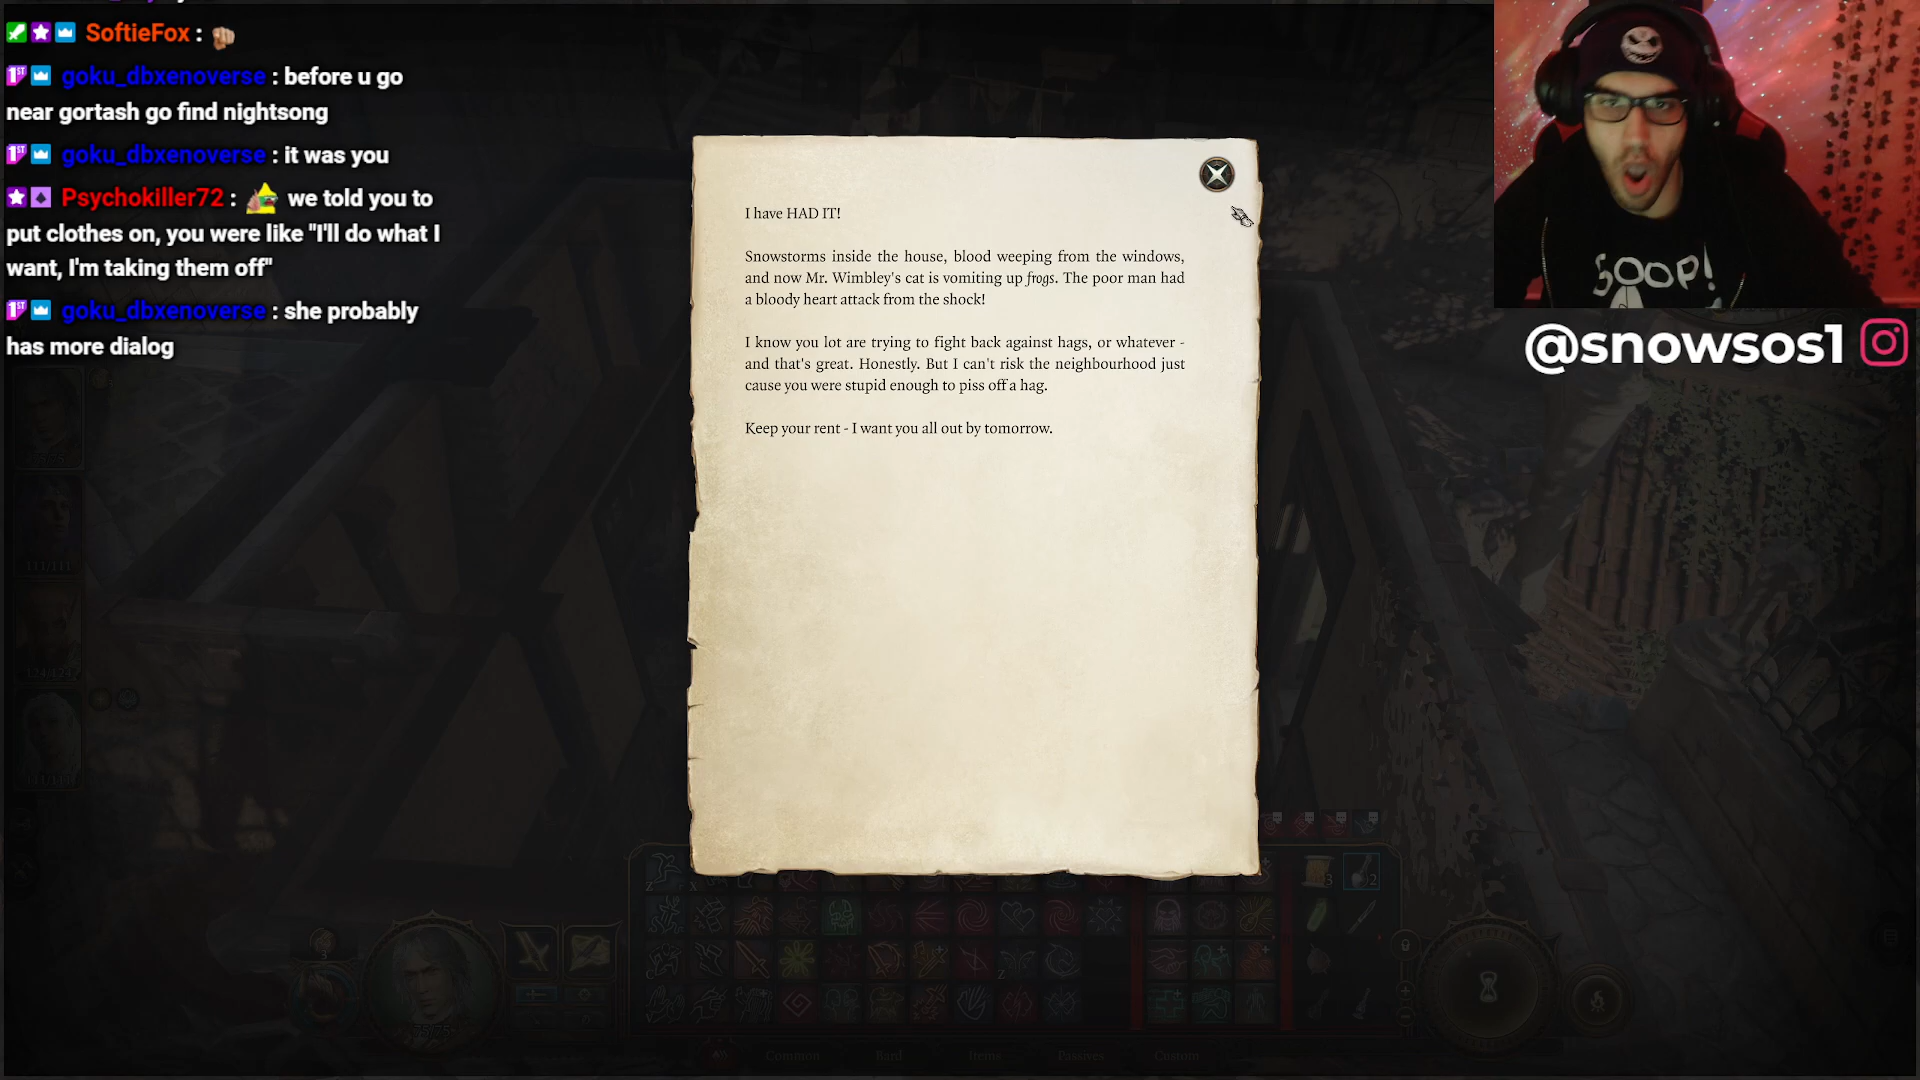 SoftieFox :
goku_dbxenoverse : before u go
near gortash go find nightsong
goku_dbxenoverse : it was you
Psychokiller72 : we told you to
put clothes on, you were like "I'll do what I
want, I'm taking them off"
goku_dbxenoverse : she probably
has more dialog
I have HAD IT!
Snowstorms inside the house, blood weeping from the windows,
and now Mr. Wimbley's cat is vomiting up frogs. The poor man had
a bloody heart attack from the shock!
I know you lot are trying to fight back against hags, or whatever -
and that's great. Honestly. But I can't risk the neighbourhood just
cause you were stupid enough to piss off a hag.
Keep your rent - I want you all out by tomorrow.
SOOP!
@snowsos1
Common
Bard
Items
Passives
Custom